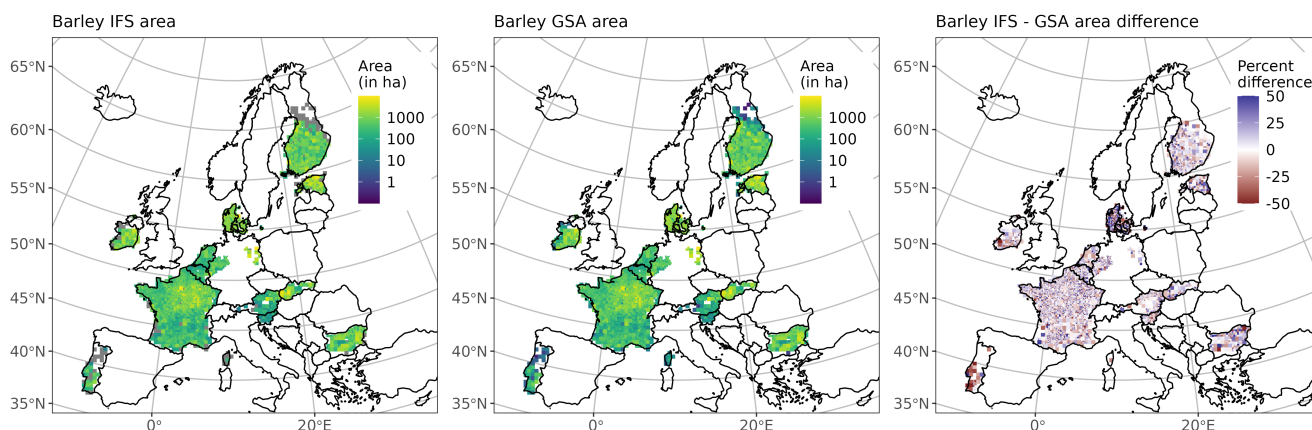 Barley IFS area
65°N
60°N
55°N
50°N
45°N
40°N
35°N
0°
20°E
Area
(in ha)
1000
100
10
1
Barley GSA area
65°N
60°N
55°N
50°N
45°N
40°N
35°N
0°
20°E
Area
(in ha)
1000
100
10
1
Barley IFS - GSA area difference
65°N
60°N
55°N
50°N
45°N
40°N
35°N
0°
20°E
Percent
difference
50
25
0
-25
-50